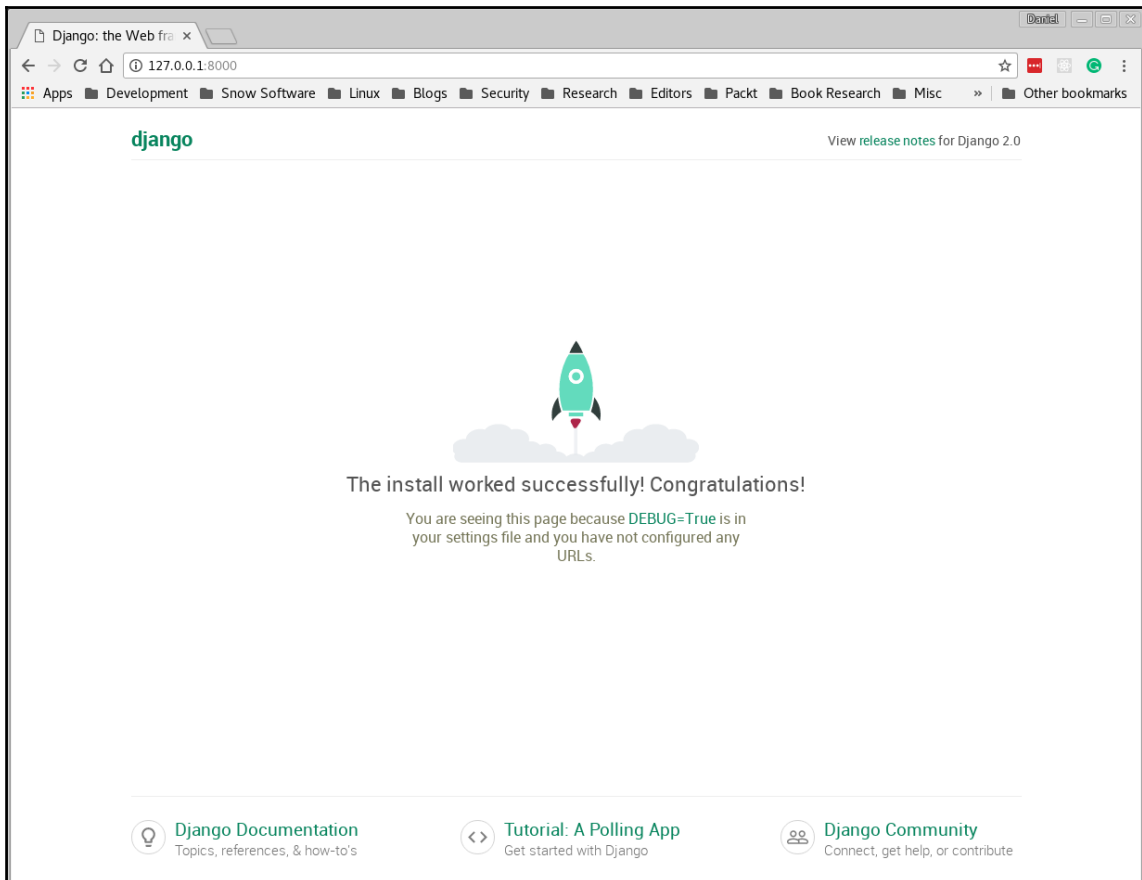 Daniel
Django: the Web fra
127.0.0.1:8000
Apps Development Snow Software Linux Blogs Security Research Editors Packt Book Research Misc » Other bookmarks
django
View release notes for Django 2.0
The install worked successfully! Congratulations!
You are seeing this page because DEBUG=True is in
your settings file and you have not configured any
URLs.
Django Documentation
Topics, references, & how-to's
Tutorial: A Polling App
Get started with Django
Django Community
Connect, get help, or contribute